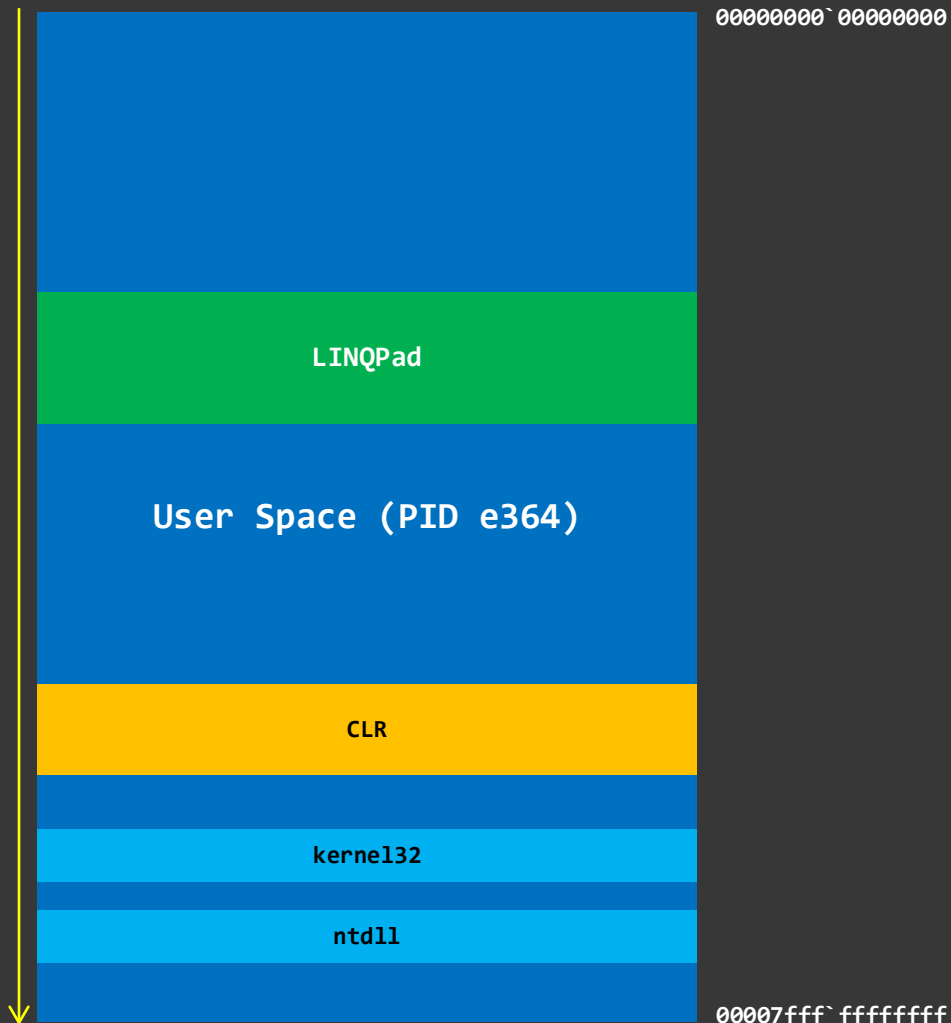 00000000`00000000
LINQPad
User Space (PID e364)
CLR
kernel32
ntdll
00007fff`ffffffff